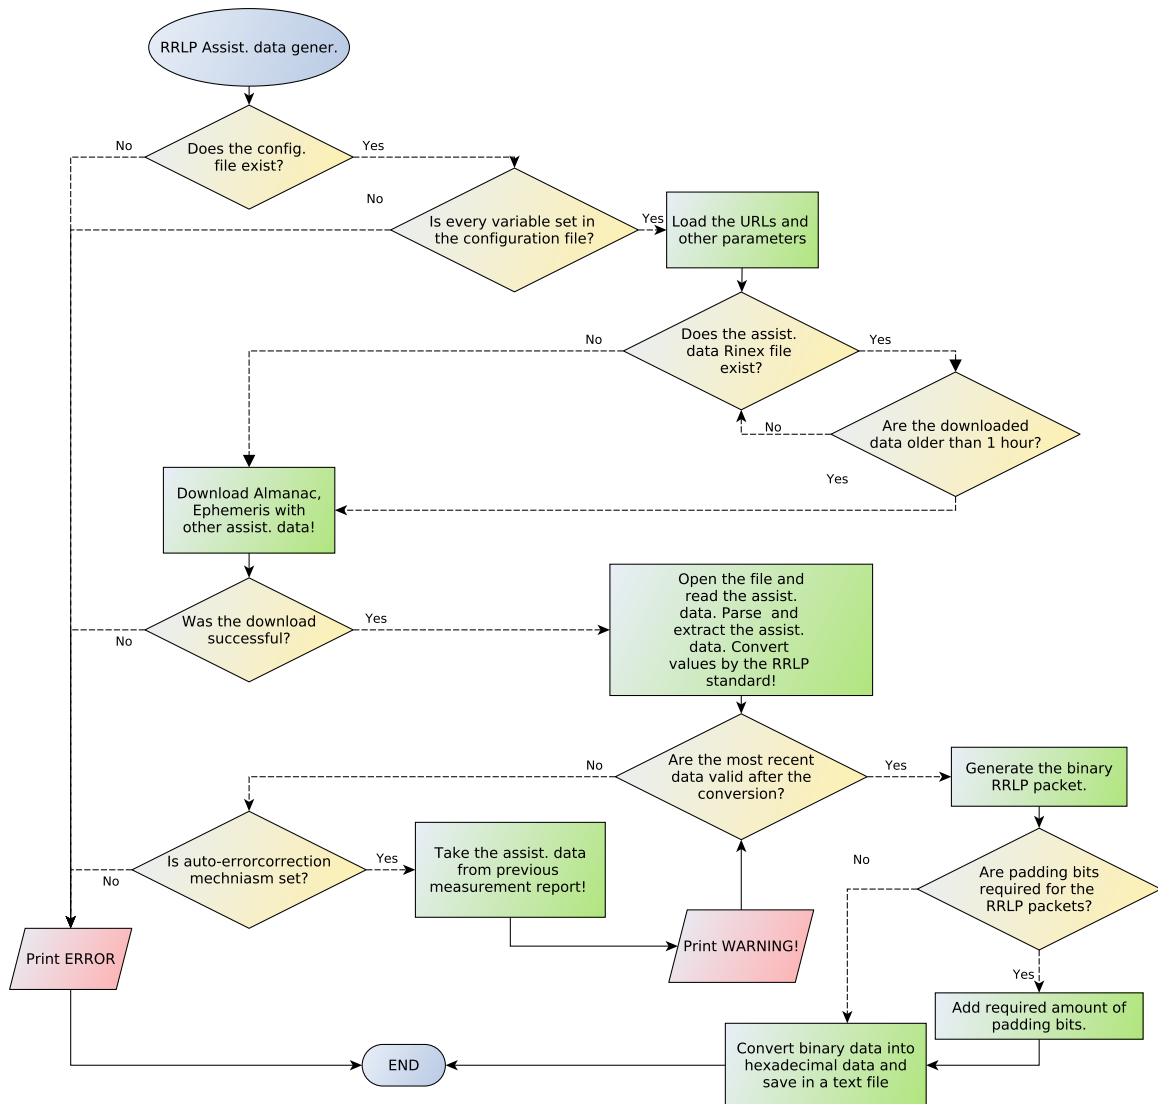 RRLP Assist. data gener.
No
Does the config.
file exist?
Yes
No
Is every variable set in
the configuration file?
Yes
Load the URLs and
other parameters
No
Does the assist.
data Rinex file
exist?
Yes
No
Are the downloaded
data older than 1 hour?
Yes
Download Almanac,
Ephemeris with
other assist. data!
Was the download
successful?
Yes
No
Open the file and
read the assist.
data. Parse  and
extract the assist.
data. Convert
values by the RRLP
standard!
No
Are the most recent
data valid after the
conversion?
Yes
Generate the binary
RRLP packet.
Is auto-errorcorrection
mechniasm set?
Yes
No
Take the assist. data
from previous
measurement report!
No
Are padding bits
required for the
RRLP packets?
Print ERROR
Print WARNING!
Yes
Add required amount of
padding bits.
Convert binary data into
hexadecimal data and
save in a text file
END